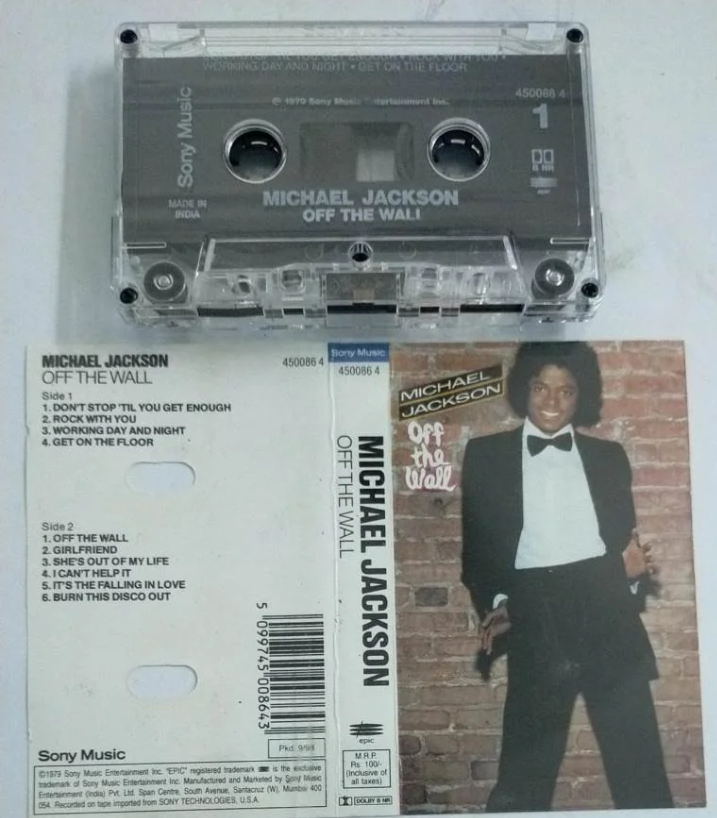 WORKING DAY AND NIGHT • GET ON THE FLOOR
℗ 1979 Sony Music Entertainment Inc.
450086 4
1
Sony Music
B NR
epic
MADE IN
INDIA
MICHAEL JACKSON
OFF THE WALL
MICHAEL JACKSON
OFF THE WALL
450086 4
Side 1
1. DON'T STOP 'TIL YOU GET ENOUGH
2. ROCK WITH YOU
3. WORKING DAY AND NIGHT
4. GET ON THE FLOOR
Side 2
1. OFF THE WALL
2. GIRLFRIEND
3. SHE'S OUT OF MY LIFE
4. I CAN'T HELP IT
5. IT'S THE FALLING IN LOVE
6. BURN THIS DISCO OUT
5 099745 008643
Sony Music
Pkd. 9/98
©1979 Sony Music Entertainment Inc. "EPIC" registered trademark is the exclusive
trademark of Sony Music Entertainment Inc. Manufactured and Marketed by Sony Music
Entertainment (India) Pvt. Ltd. Span Centre, South Avenue, Santacruz (W), Mumbai 400
054. Recorded on tape imported from SONY TECHNOLOGIES, U.S.A.
Sony Music
450086 4
MICHAEL JACKSON
OFF THE WALL
epic
M.R.P.
Rs. 100/-
(Inclusive of
all taxes)
DOLBY B NR
MICHAEL
JACKSON
Off
the
Wall